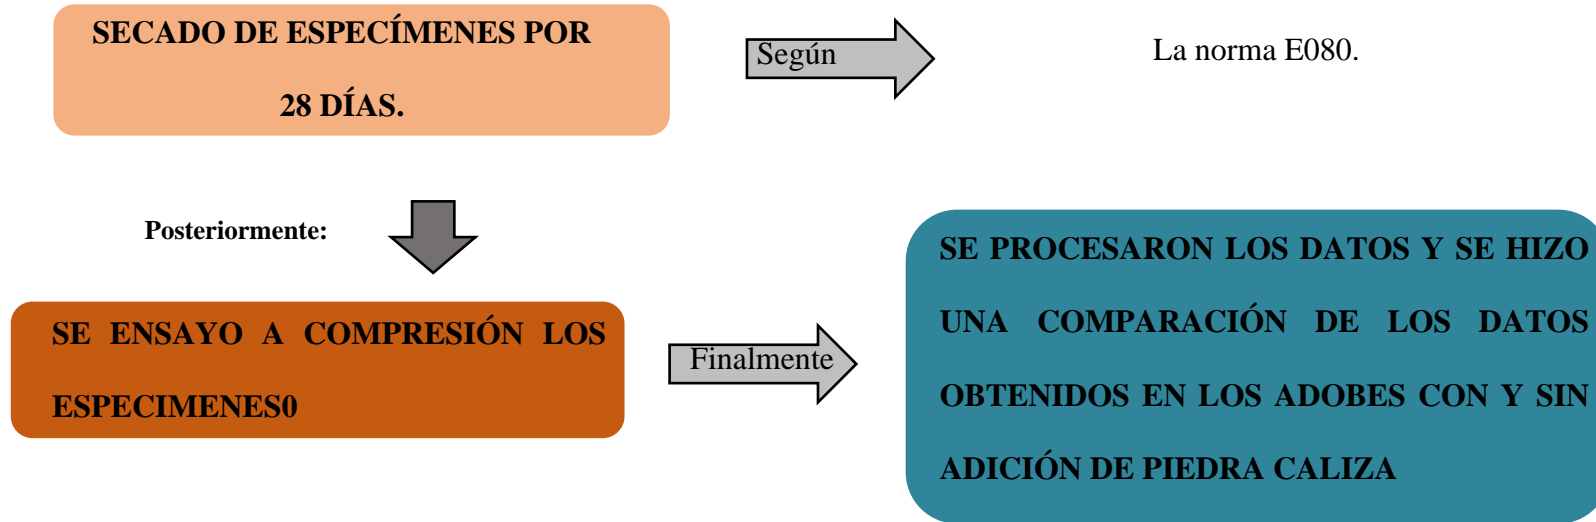 SECADO DE ESPECÍMENES POR
28 DÍAS.
Según
La norma E080.
Posteriormente:
SE ENSAYO A COMPRESIÓN LOS
ESPECIMENES0
Finalmente
SE PROCESARON LOS DATOS Y SE HIZO
UNA COMPARACIÓN DE LOS DATOS
OBTENIDOS EN LOS ADOBES CON Y SIN
ADICIÓN DE PIEDRA CALIZA